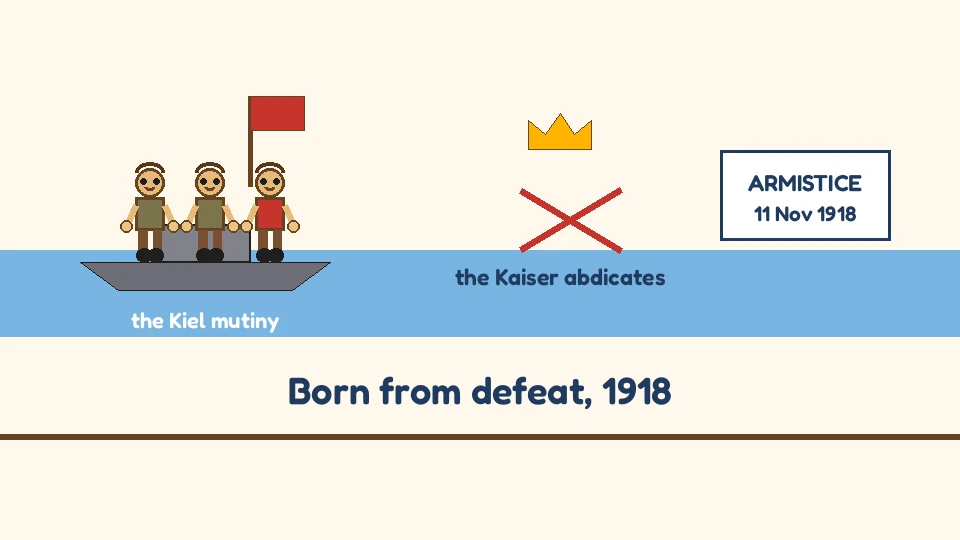 ARMISTICE
11 Nov 1918
the Kaiser abdicates
the Kiel mutiny
Born from defeat, 1918